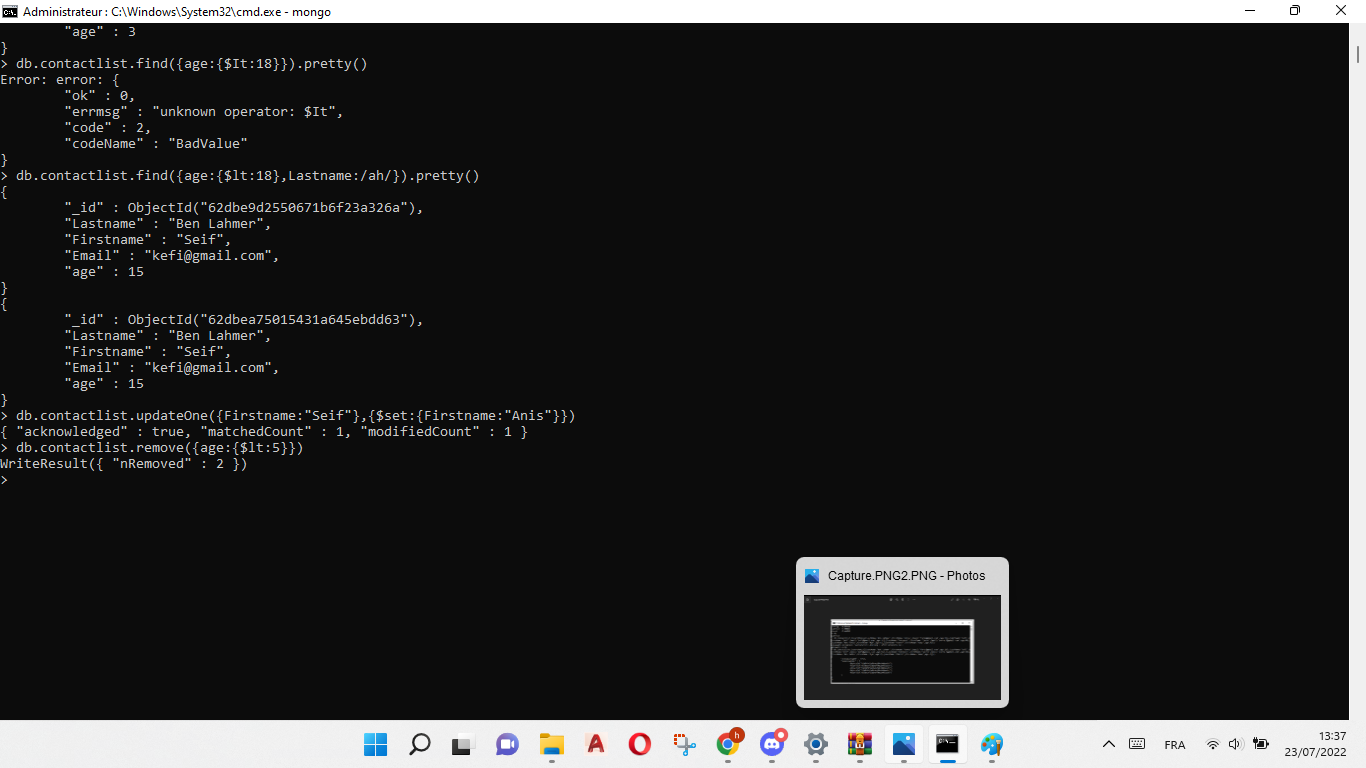 Administrateur : C:\Windows\System32\cmd.exe - mongo
"age" : 3
}
> db.contactlist.find({age:{$It:18}}).pretty()
Error: error: {
"ok" : 0,
"errmsg" : "unknown operator: $It",
"code" : 2,
"codeName" : "BadValue"
}
> db.contactlist.find({age:{$lt:18},Lastname:/ah/}).pretty()
{
"_id" : ObjectId("62dbe9d2550671b6f23a326a"),
"Lastname" : "Ben Lahmer",
"Firstname" : "Seif",
"Email" : "kefi@gmail.com",
"age" : 15
}
{
"_id" : ObjectId("62dbea75015431a645ebdd63"),
"Lastname" : "Ben Lahmer",
"Firstname" : "Seif",
"Email" : "kefi@gmail.com",
"age" : 15
}
> db.contactlist.updateOne({Firstname:"Seif"},{$set:{Firstname:"Anis"}})
{ "acknowledged" : true, "matchedCount" : 1, "modifiedCount" : 1 }
> db.contactlist.remove({age:{$lt:5}})
WriteResult({ "nRemoved" : 2 })
>
Capture.PNG2.PNG - Photos
h
FRA
13:37
23/07/2022